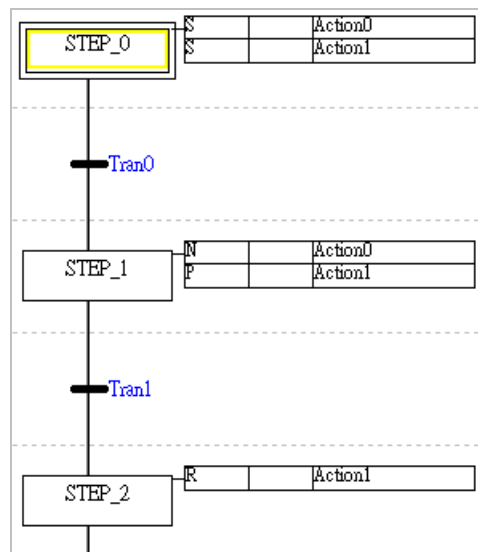 STEP_0 S Action0
S Action1
Tran0
STEP_1 N Action0
P Action1
Tran1
STEP_2 R Action1